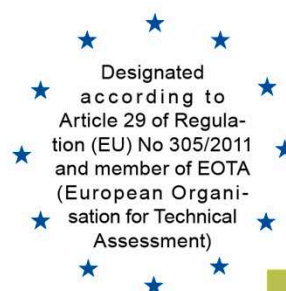 Designated
according to
Article 29 of Regula-
tion (EU) No 305/2011
and member of EOTA
(European Organi-
sation for Technical
Assessment)